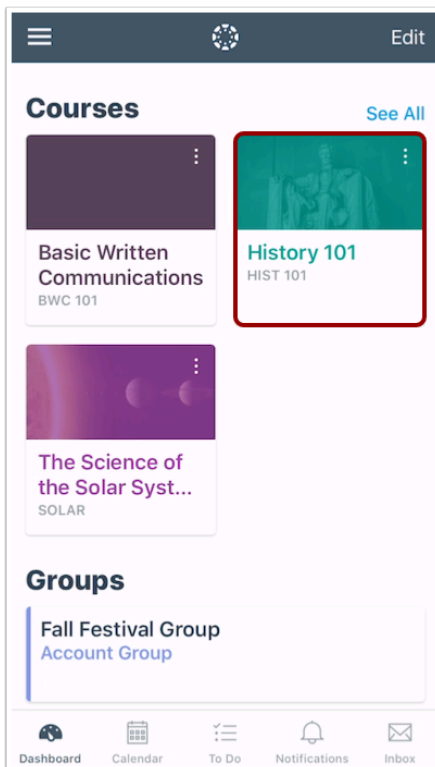 Edit
Courses
See All
Basic Written
Communications
BWC 101
History 101
HIST 101
The Science of
the Solar Syst...
SOLAR
Groups
Fall Festival Group
Account Group
Dashboard
Calendar
To Do
Notifications
Inbox